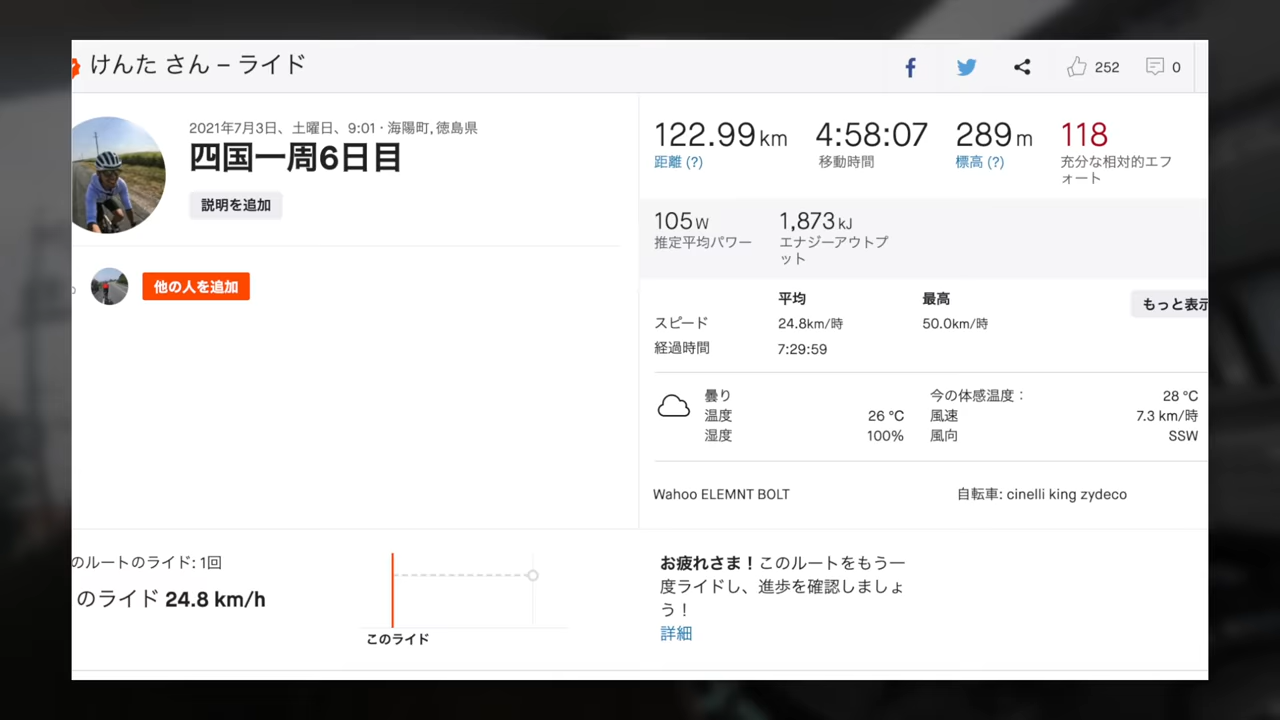 けんた さん – ライド
252
0
2021年7月3日、土曜日、9:01 · 海陽町, 徳島県
四国一周6日目
説明を追加
他の人を追加
122.99 km
距離 (?)
4:58:07
移動時間
289 m
標高 (?)
118
充分な相対的エフ
ォート
105 W
推定平均パワー
1,873 kJ
エナジーアウトプ
ット
平均
最高
もっと表示
スピード
24.8km/時
50.0km/時
経過時間
7:29:59
曇り
温度
26 ℃
湿度
100%
今の体感温度：
28 ℃
風速
7.3 km/時
風向
SSW
Wahoo ELEMNT BOLT
自転車: cinelli king zydeco
のルートのライド: 1回
のライド 24.8 km/h
このライド
お疲れさま！このルートをもう一
度ライドし、進歩を確認しましょ
う！
詳細